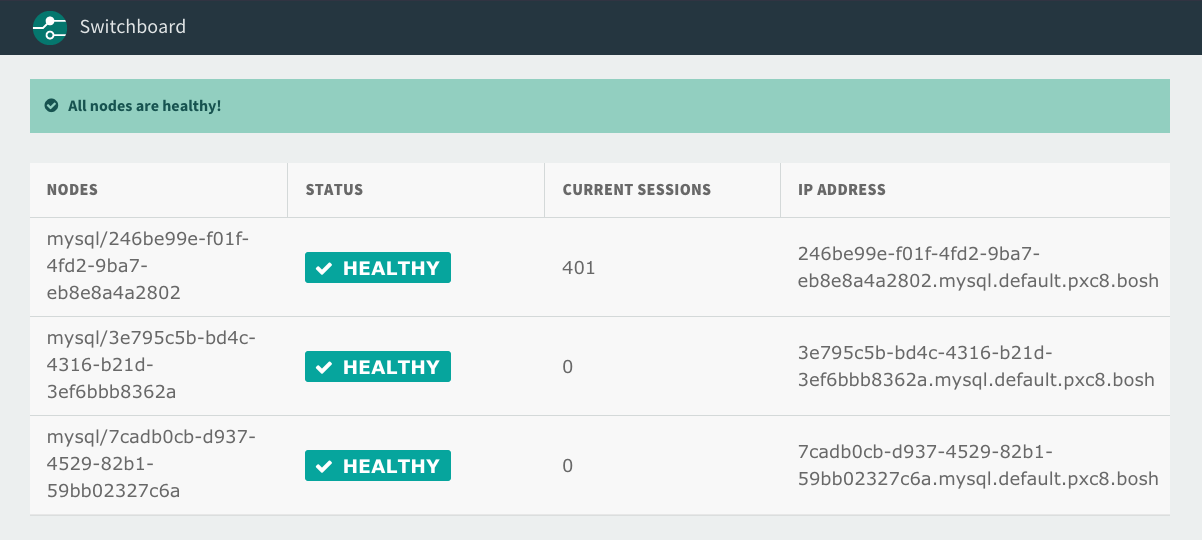 Switchboard
All nodes are healthy!
NODES STATUS CURRENT SESSIONS IP ADDRESS
mysql/246be99e-f01f-
4fd2-9ba7-
eb8e8a4a2802
HEALTHY
401
246be99e-f01f-4fd2-9ba7-
eb8e8a4a2802.mysql.default.pxc8.bosh
mysql/3e795c5b-bd4c-
4316-b21d-
3ef6bbb8362a
HEALTHY
0
3e795c5b-bd4c-4316-b21d-
3ef6bbb8362a.mysql.default.pxc8.bosh
mysql/7cadb0cb-d937-
4529-82b1-
59bb02327c6a
HEALTHY
0
7cadb0cb-d937-4529-82b1-
59bb02327c6a.mysql.default.pxc8.bosh